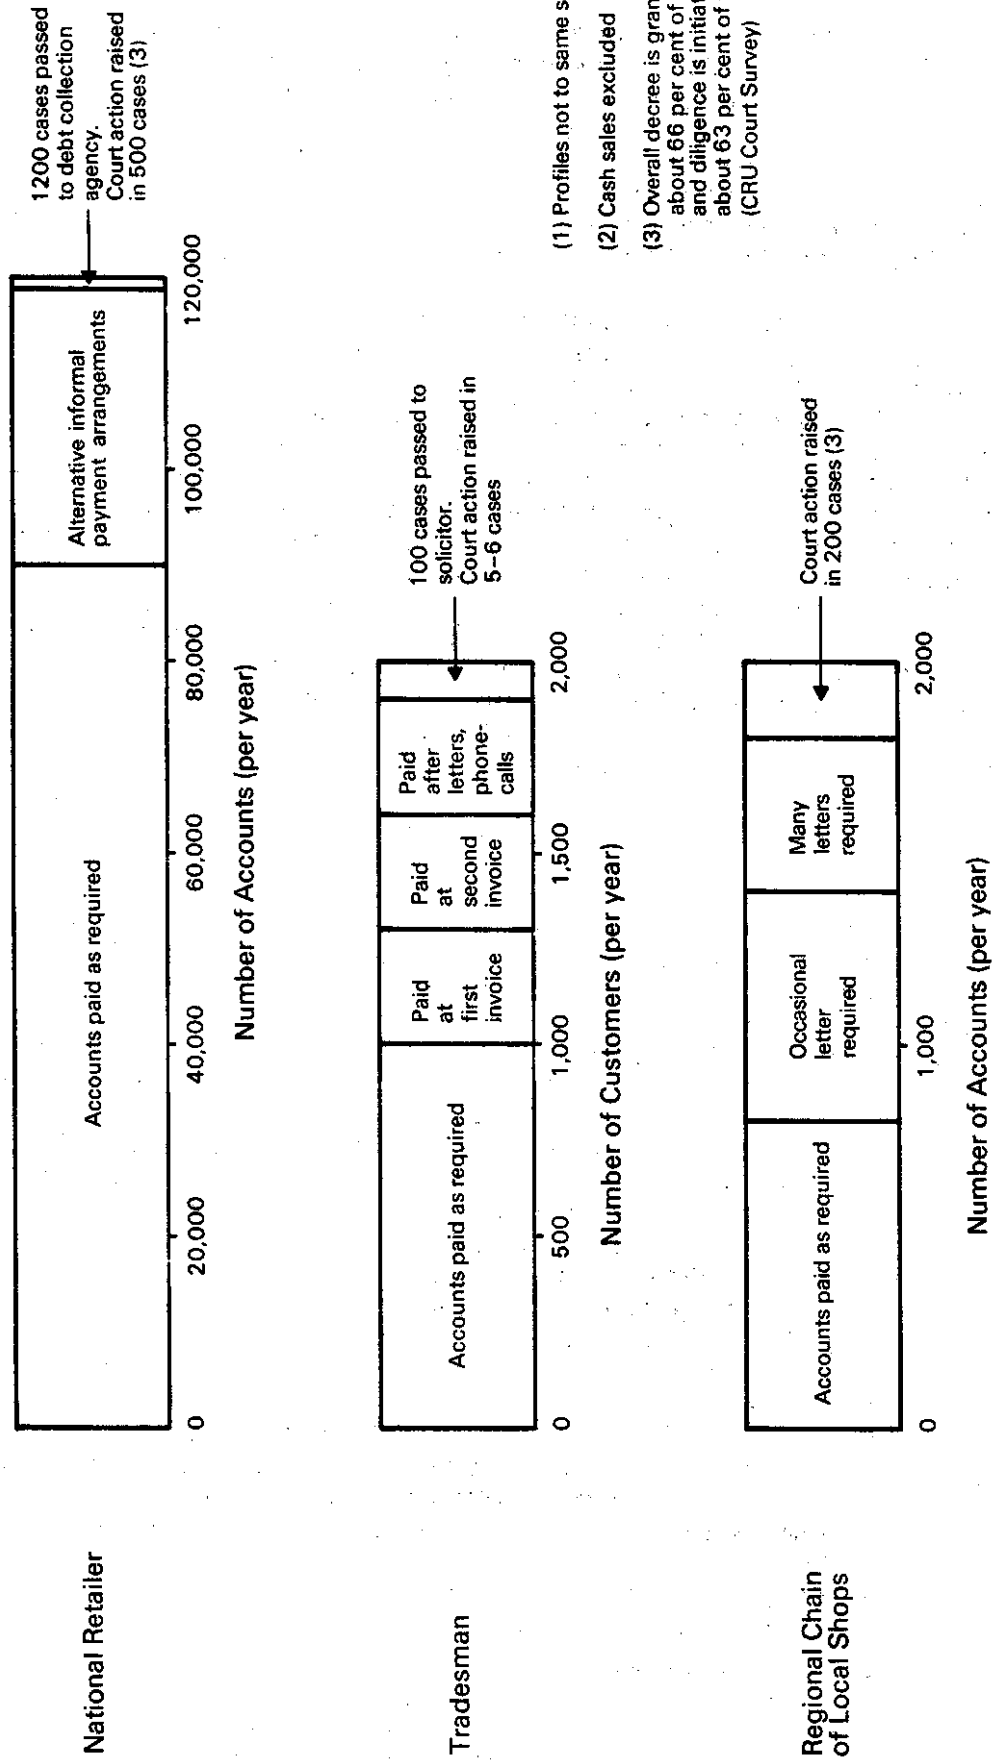 National Retailer
Accounts paid as required
Alternative informal
payment arrangements
1200 cases passed
to debt collection
agency.
Court action raised
in 500 cases (3)
0
20,000
40,000
60,000
80,000
100,000
120,000
Number of Accounts (per year)
Tradesman
Accounts paid as required
Paid
at
first
invoice
Paid
at
second
invoice
Paid
after
letters,
phone-
calls
100 cases passed to
solicitor.
Court action raised in
5–6 cases
0
500
1,000
1,500
2,000
Number of Customers (per year)
(1) Profiles not to same
(2) Cash sales excluded
(3) Overall decree is
about 66 per cent of
and diligence is
about 63 per cent of
(CRU Court Survey)
Regional Chain
of Local Shops
Accounts paid as required
Occasional
letter
required
Many
letters
required
Court action raised
in 200 cases (3)
0
1,000
2,000
Number of Accounts (per year)